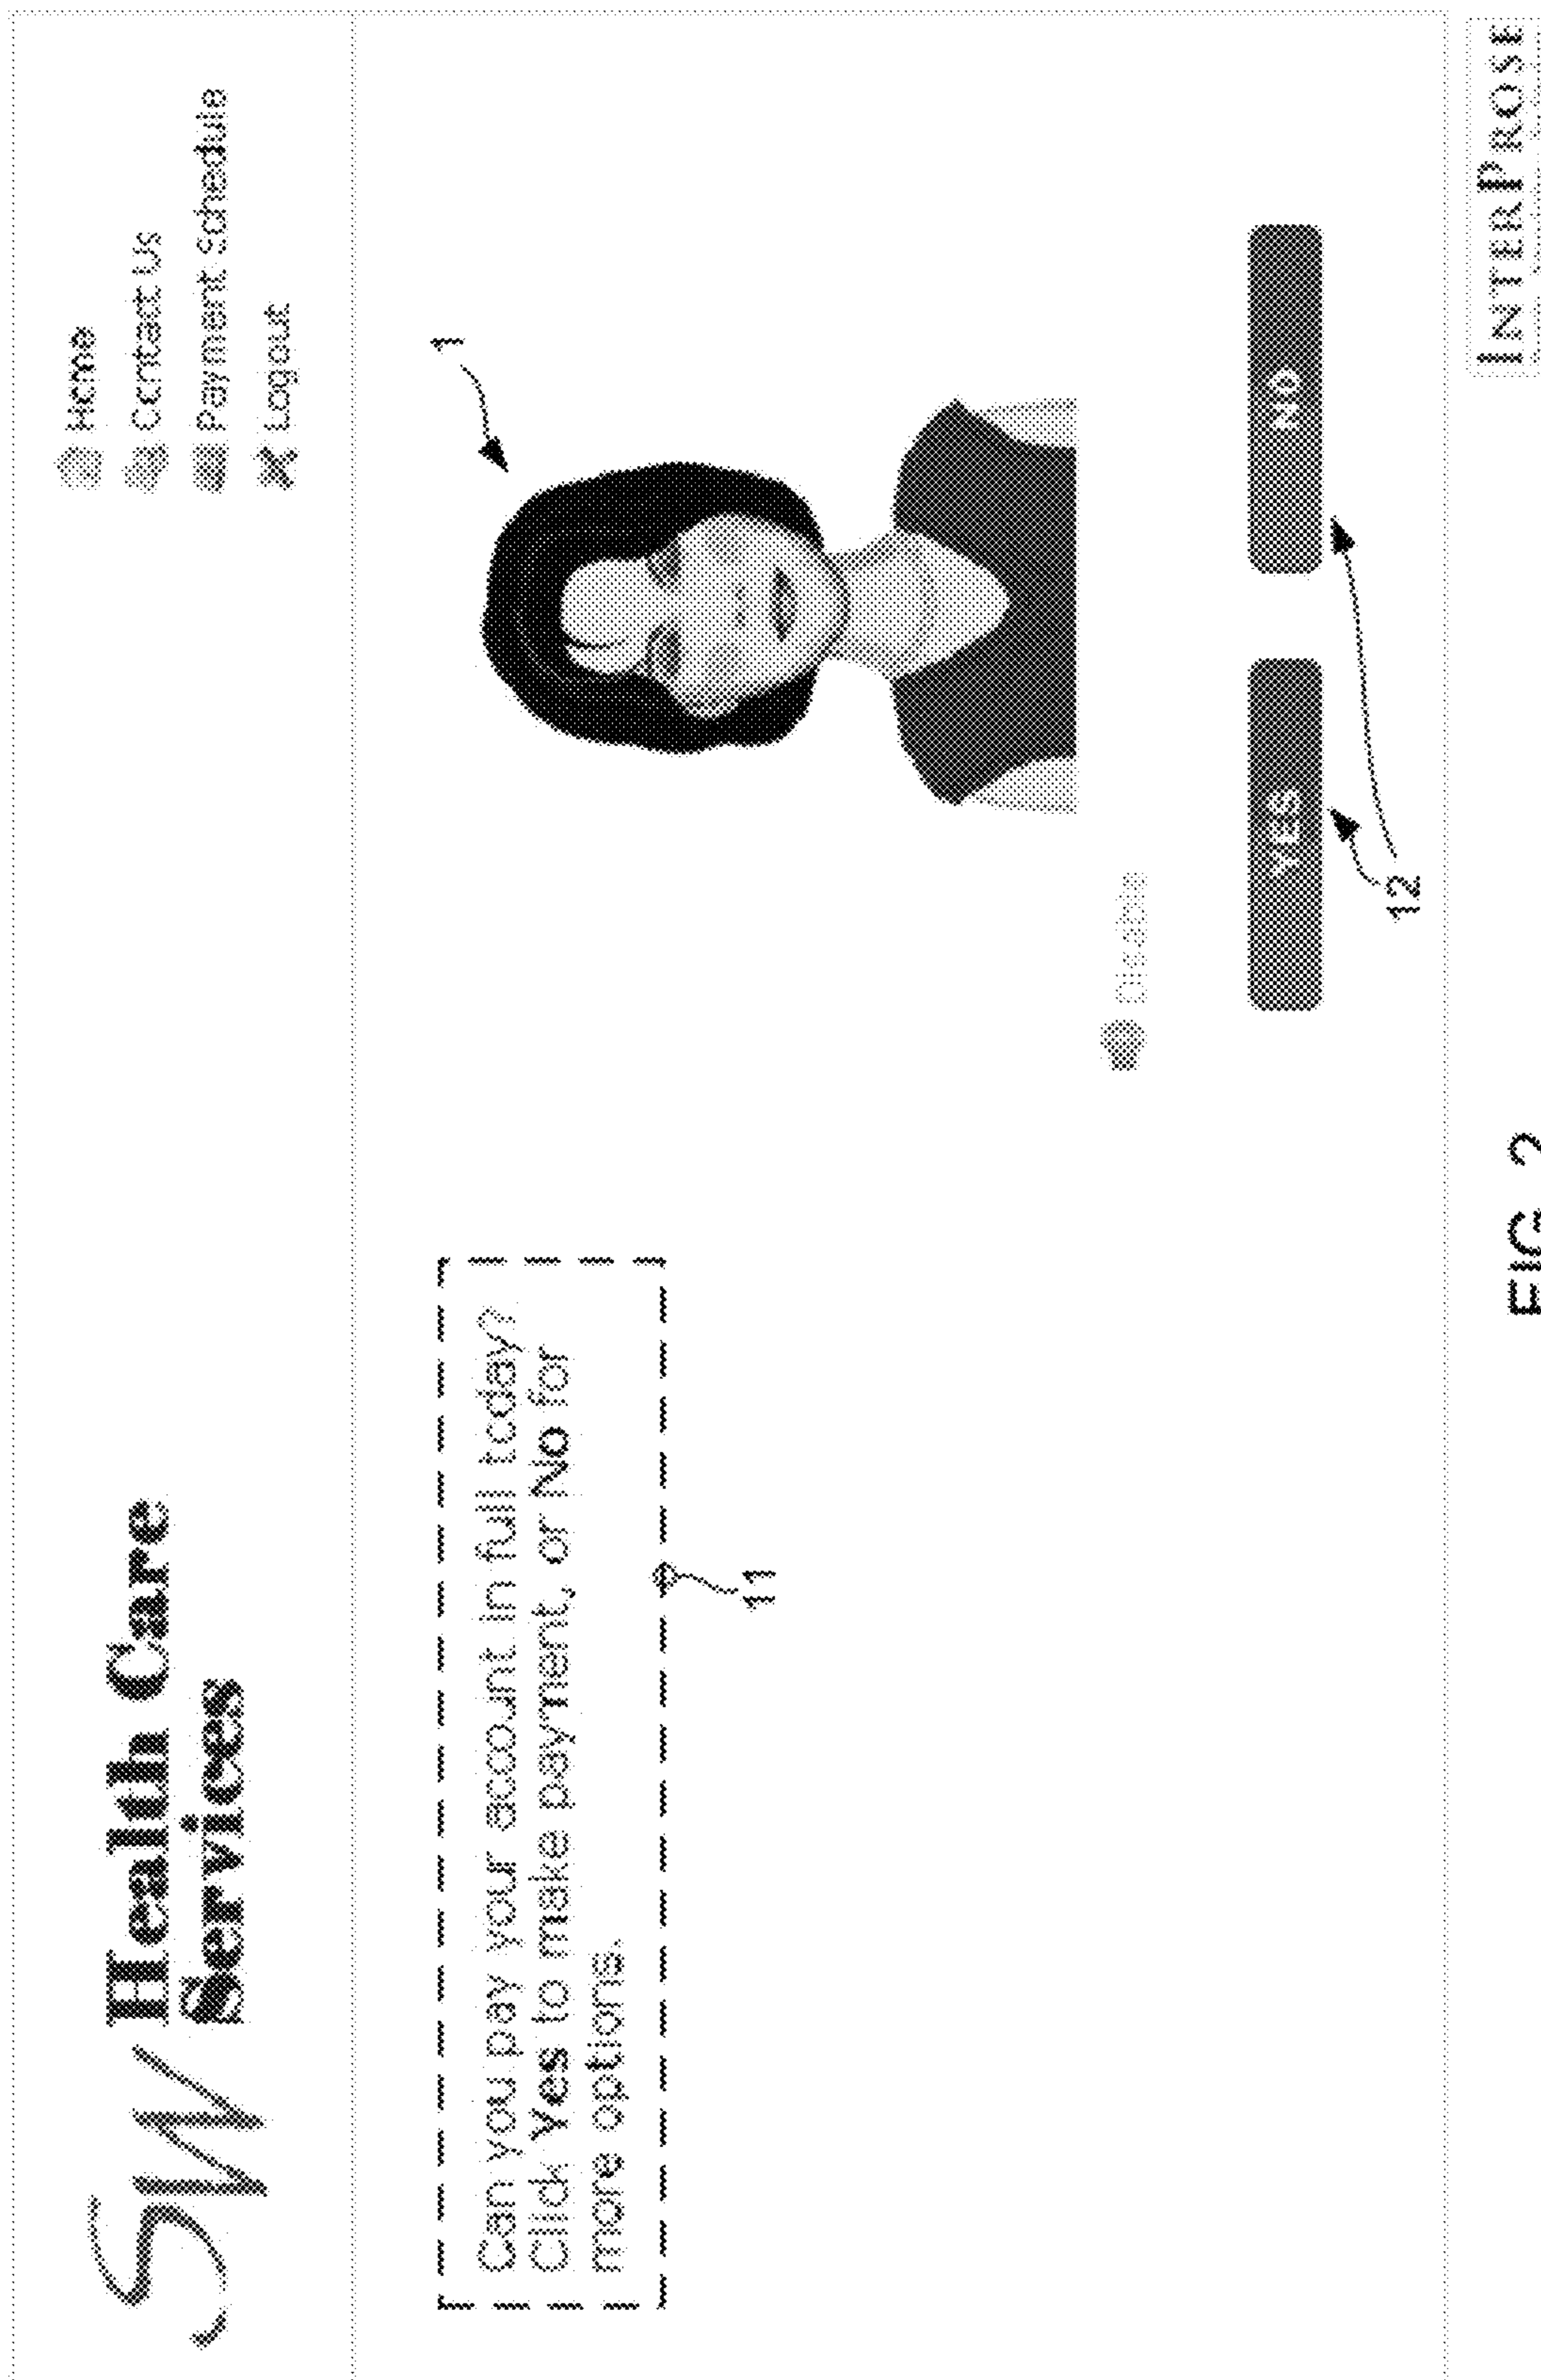 SW Health Care
Services
Home
Contact Us
Payment Schedule
Logout
Can you pay your account in full today?
Click Yes to make payment, or No for
more options.
11
1
Disable
YES
NO
12
INTERPROSE
FIG. 2